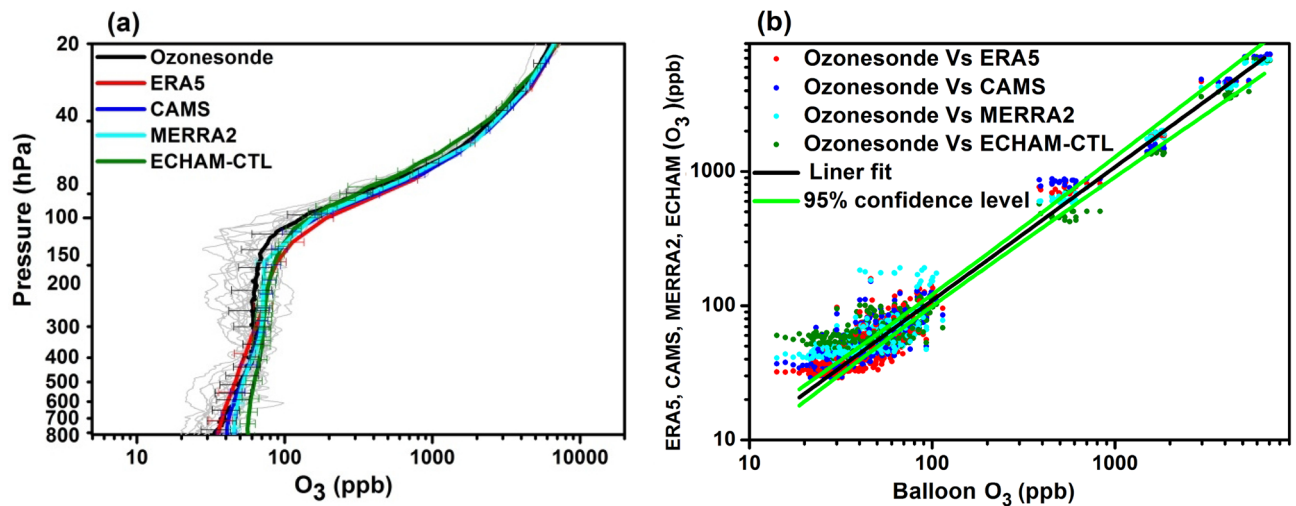 (a)
20
40
60
80
100
150
200
300
400
500
600
700
800
Pressure (hPa)
Ozonesonde
ERA5
CAMS
MERRA2
ECHAM-CTL
10
100
1000
10000
O3 (ppb)
(b)
ERA5, CAMS, MERRA2, ECHAM (O3 )(ppb)
1000
100
10
Ozonesonde Vs ERA5
Ozonesonde Vs CAMS
Ozonesonde Vs MERRA2
Ozonesonde Vs ECHAM-CTL
Liner fit
95% confidence level
10
100
1000
Balloon O3 (ppb)